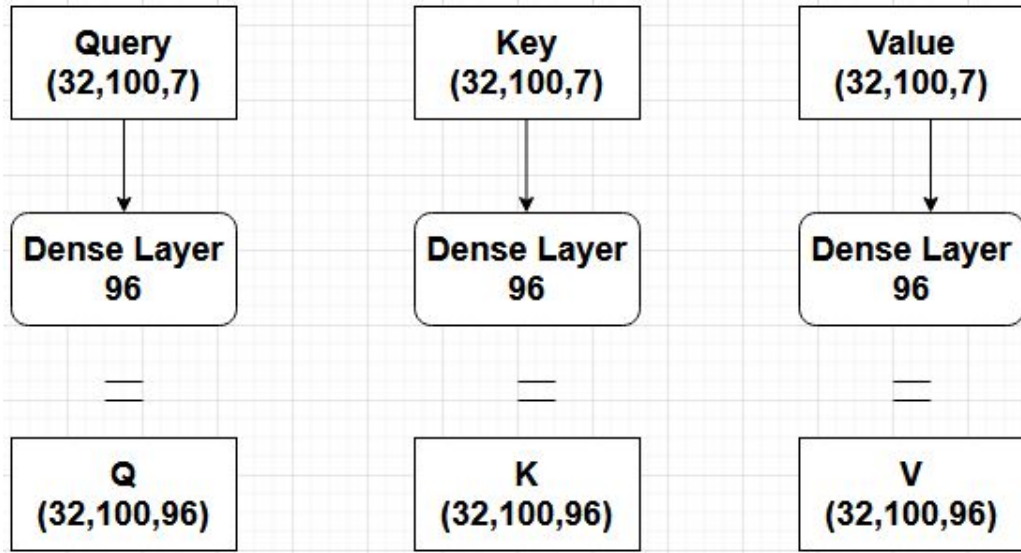 Query
(32,100,7)
Key
(32,100,7)
Value
(32,100,7)
Dense Layer
96
Dense Layer
96
Dense Layer
96
Q
(32,100,96)
K
(32,100,96)
V
(32,100,96)